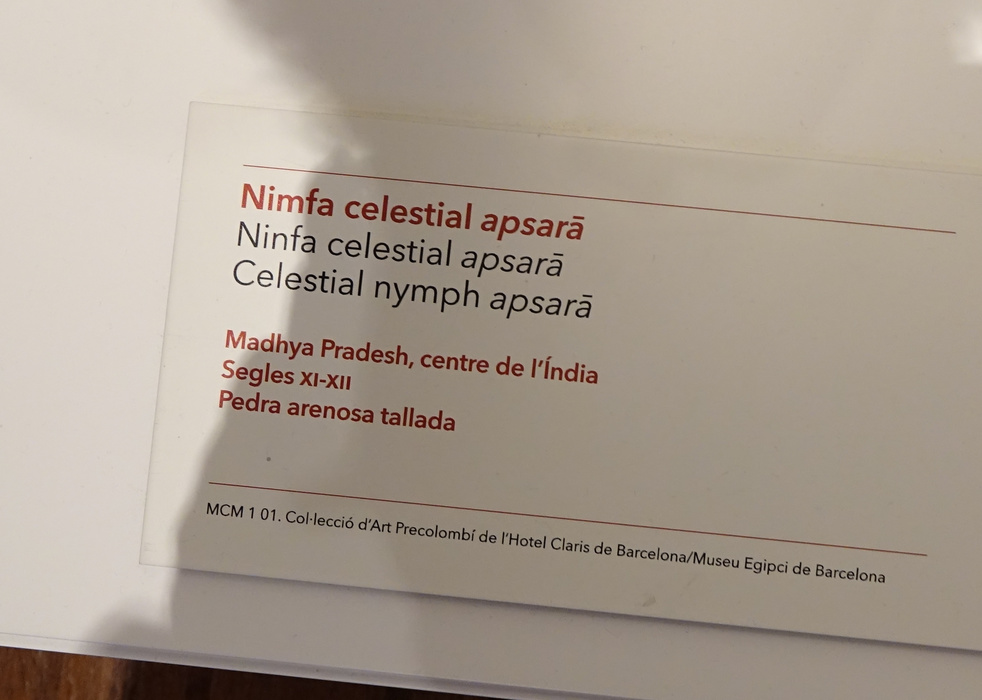 Nimfa celestial apsarā
Ninfa celestial apsarā
Celestial nymph apsarā
Madhya Pradesh, centre de l'Índia
Segles XI-XII
Pedra arenosa tallada
MCM 1 01. Col·lecció d'Art Precolombí de l'Hotel Claris de Barcelona/Museu Egipci de Barcelona